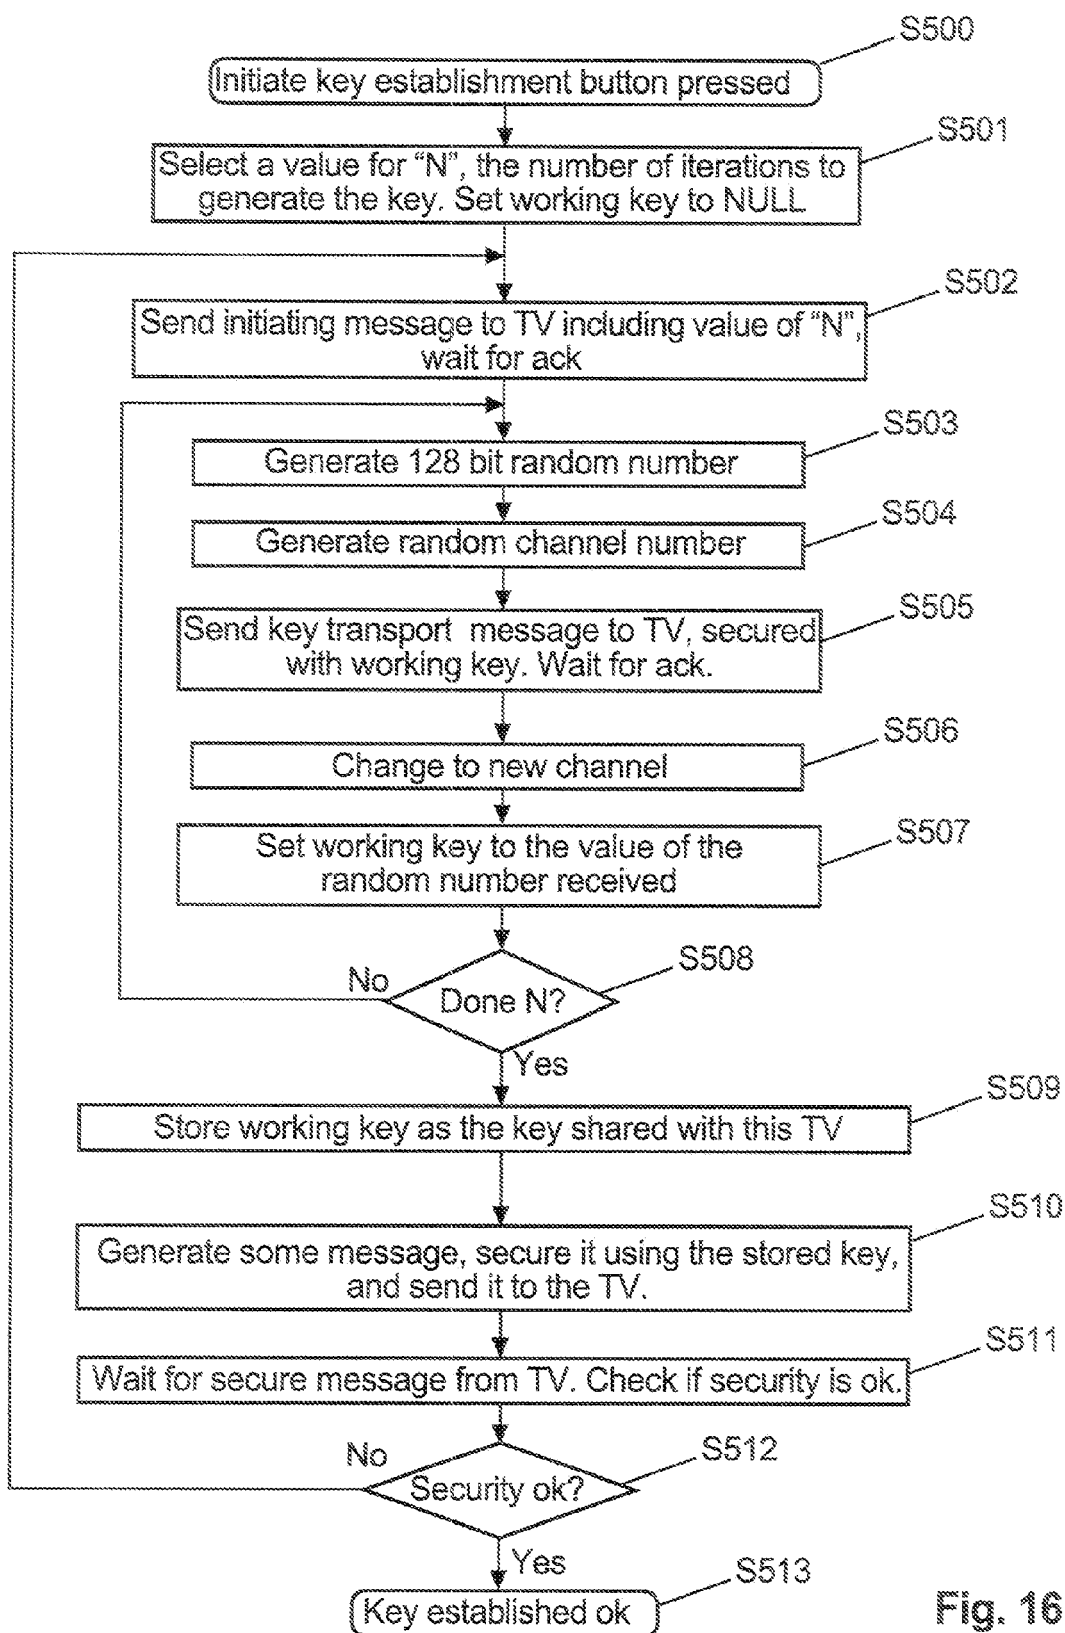 S500
Initiate key establishment button pressed
S501
Select a value for “N”, the number of iterations to
generate the key. Set working key to NULL
S502
Send initiating message to TV including value of “N”,
wait for ack
S503
Generate 128 bit random number
S504
Generate random channel number
S505
Send key transport message to TV, secured
with working key. Wait for ack.
S506
Change to new channel
S507
Set working key to the value of the
random number received
S508
No
Done N?
Yes
S509
Store working key as the key shared with this TV
S510
Generate some message, secure it using the stored key,
and send it to the TV.
S511
Wait for secure message from TV. Check if security is ok.
S512
No
Security ok?
Yes
S513
Key established ok
Fig. 16